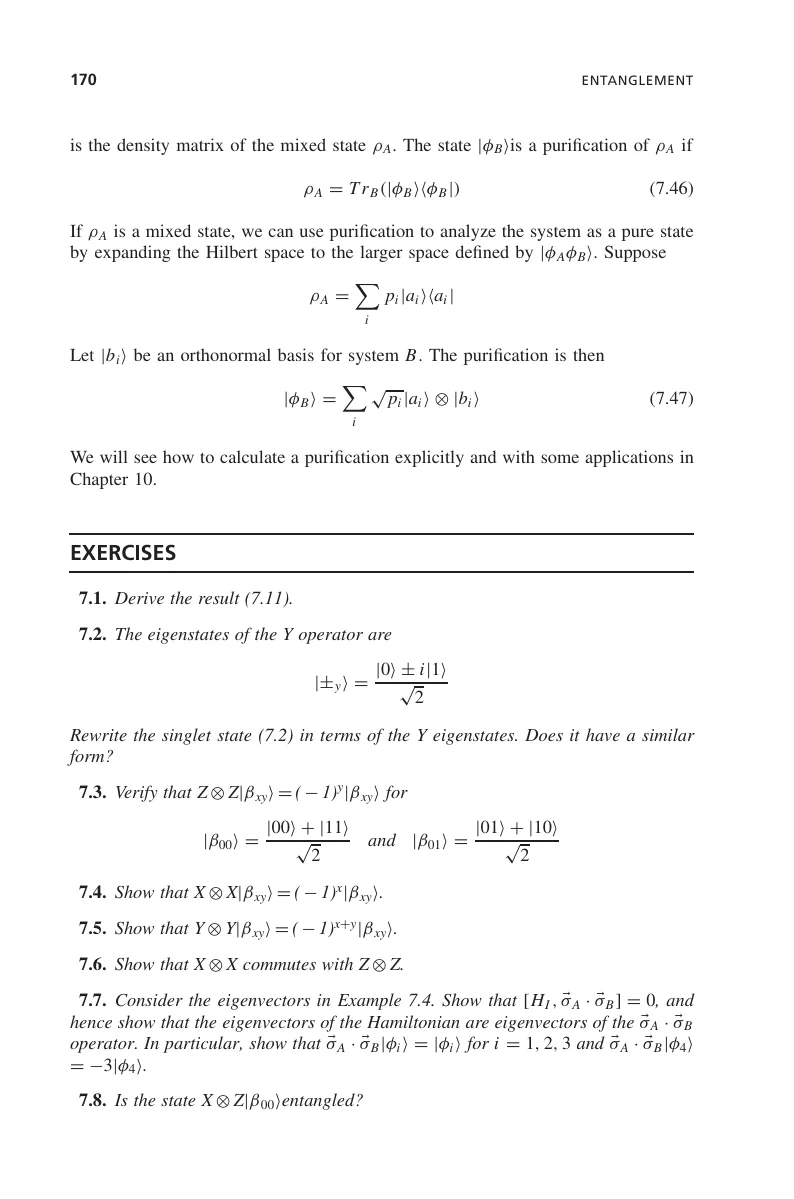 170 ENTANGLEMENT
is the density matrix of the mixed state ρ_A. The state |ϕ_B⟩is a purification of ρ_A if
ρ_A = Tr_B(|ϕ_B⟩⟨ϕ_B|) (7.46)
If ρ_A is a mixed state, we can use purification to analyze the system as a pure state
by expanding the Hilbert space to the larger space defined by |ϕ_Aϕ_B⟩. Suppose
ρ_A = ∑_i p_i|a_i⟩⟨a_i|
Let |b_i⟩ be an orthonormal basis for system B. The purification is then
|ϕ_B⟩ = ∑_i √p_i|a_i⟩ ⊗ |b_i⟩ (7.47)
We will see how to calculate a purification explicitly and with some applications in
Chapter 10.
EXERCISES
7.1. Derive the result (7.11).
7.2. The eigenstates of the Y operator are
|±_y⟩ = (|0⟩ ± i|1⟩)/√2
Rewrite the singlet state (7.2) in terms of the Y eigenstates. Does it have a similar
form?
7.3. Verify that Z ⊗ Z|β_xy⟩ = ( − 1)^y|β_xy⟩ for
|β_00⟩ = (|00⟩ + |11⟩)/√2 and |β_01⟩ = (|01⟩ + |10⟩)/√2
7.4. Show that X ⊗ X|β_xy⟩ = ( − 1)^x|β_xy⟩.
7.5. Show that Y ⊗ Y|β_xy⟩ = ( − 1)^{x+y}|β_xy⟩.
7.6. Show that X ⊗ X commutes with Z ⊗ Z.
7.7. Consider the eigenvectors in Example 7.4. Show that [H_I, σ⃗_A · σ⃗_B] = 0, and
hence show that the eigenvectors of the Hamiltonian are eigenvectors of the σ⃗_A · σ⃗_B
operator. In particular, show that σ⃗_A · σ⃗_B|ϕ_i⟩ = |ϕ_i⟩ for i = 1, 2, 3 and σ⃗_A · σ⃗_B|ϕ_4⟩
= −3|ϕ_4⟩.
7.8. Is the state X ⊗ Z|β_00⟩entangled?